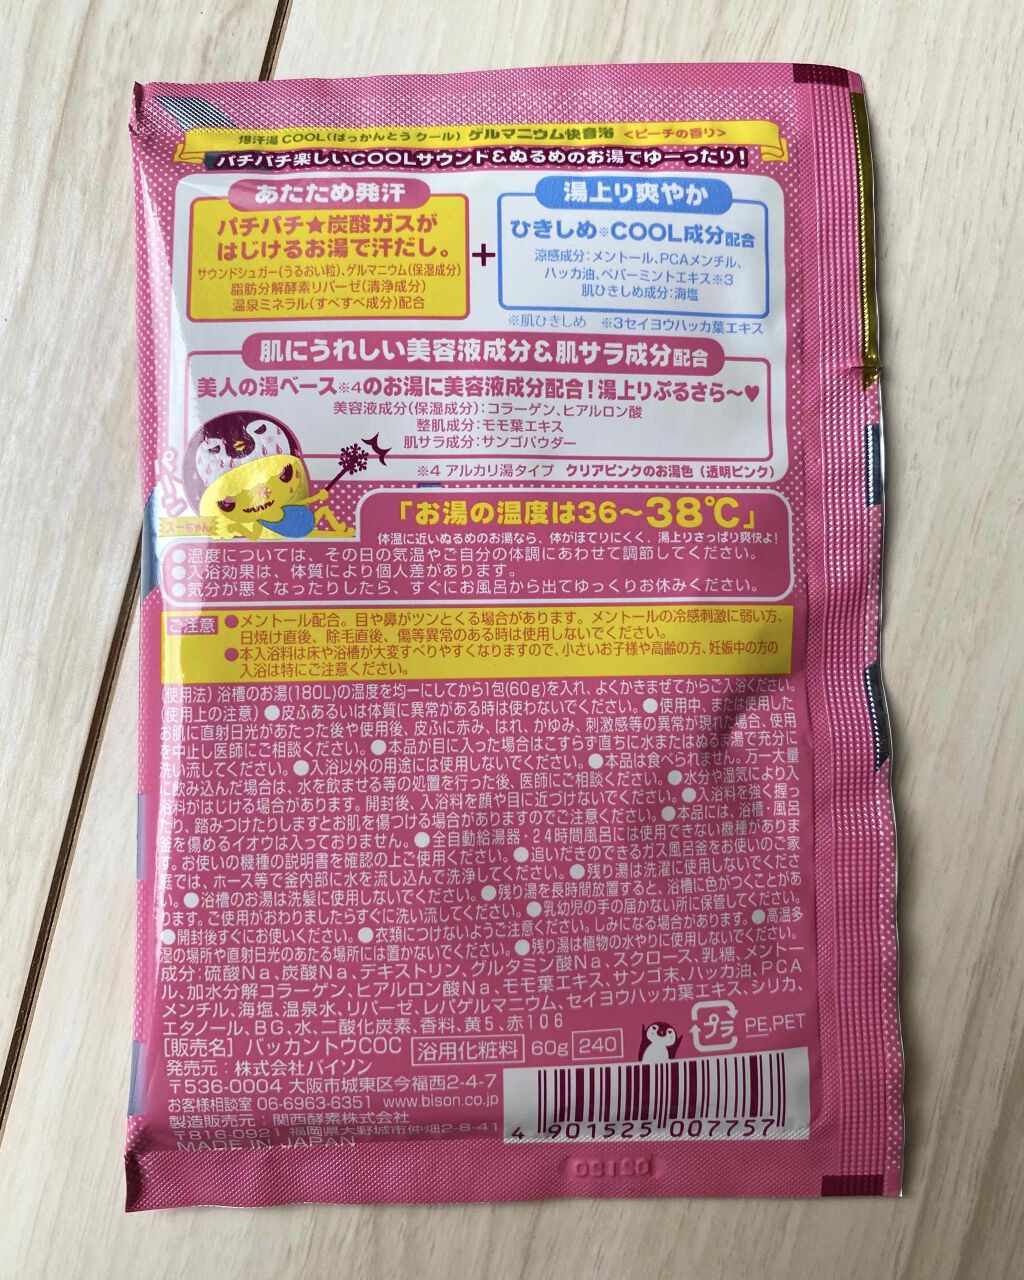 爆汗湯 COOL(ばっかんとう クール) ゲルマニウム快音浴 <ピーチの香り>
パチパチ楽しいCOOLサウンド&ぬるめのお湯でゆーったり!
あたため発汗
パチパチ★炭酸ガスが
はじけるお湯で汗だし。
サウンドシュガー(うるおい粒)、ゲルマニウム(保湿成分)
脂肪分解酵素リパーゼ(清浄成分)
温泉ミネラル(すべすべ成分)配合
+
湯上り爽やか
ひきしめ※COOL成分配合
涼感成分:メントール、PCAメンチル、
ハッカ油、ペパーミントエキス※3
肌ひきしめ成分:海塩
※肌ひきしめ ※3セイヨウハッカ葉エキス
肌にうれしい美容液成分&肌サラ成分配合
美人の湯ベース※4のお湯に美容液成分配合!湯上りぷるさら〜♥
美容液成分(保湿成分):コラーゲン、ヒアルロン酸
整肌成分:モモ葉エキス
肌サラ成分:サンゴパウダー
※4 アルカリ湯タイプ クリアピンクのお湯色(透明ピンク)
スーちゃん
「お湯の温度は36〜38℃」
体温に近いぬるめのお湯なら、体がほてりにくく、湯上りさっぱり爽快よ!
●温度については、その日の気温やご自分の体調にあわせて調節してください。
●入浴効果は、体質により個人差があります。
●気分が悪くなったりしたら、すぐにお風呂から出てゆっくりお休みください。
ご注意
●メントール配合。目や鼻がツンとくる場合があります。メントールの冷感刺激に弱い方、
日焼け直後、除毛直後、傷等異常のある時は使用しないでください。
●本入浴料は床や浴槽が大変すべりやすくなりますので、小さいお子様や高齢の方、妊娠中の方の
入浴は特にご注意ください。
(使用法) 浴槽のお湯(180L)の温度を均一にしてから1包(60g)を入れ、よくかきまぜてからご入浴ください。
(使用上の注意) ●皮ふあるいは体質に異常がある時は使わないでください。●使用中、または使用した
お肌に直射日光があたった後や使用後、皮ふに赤み、はれ、かゆみ、刺激感等の異常が現れた場合、使用
を中止し医師にご相談ください。●本品が目に入った場合はこすらず直ちに水またはぬるま湯で充分に
洗い流してください。●入浴以外の用途には使用しないでください。●本品は食べられません。万一大量
に飲み込んだ場合は、水を飲ませる等の処置を行った後、医師にご相談ください。●水分や湿気により入
浴料がはじける場合があります。開封後、入浴料を顔や目に近づけないでください。●入浴料を強く握っ
たり、踏みつけたりしますとお肌を傷つける場合がありますのでご注意ください。●本品には、浴槽・風呂
釜を傷めるイオウは入っておりません。●全自動給湯器・24時間風呂には使用できない機種がありま
す。お使いの機種の説明書を確認の上ご使用ください。●追いだきのできるガス風呂釜をお使いのご家
庭では、ホース等で釜内部に水を流し込んで洗浄してください。●残り湯は洗濯に使用しないでくださ
い。●浴槽のお湯は洗髪に使用しないでください。●残り湯を長時間放置すると、浴槽に色がつくことがあ
ります。ご使用がおわりましたらすぐに洗い流してください。●乳幼児の手の届かない所に保管してください。
●開封後すぐにお使いください。●衣類につけないようご注意ください。しみになる場合があります。●高温多
湿の場所や直射日光のあたる場所には置かないでください。●残り湯は植物の水やりに使用しないでください。
成分:硫酸Na、炭酸Na、デキストリン、グルタミン酸Na、スクロース、乳糖、メントー
ル、加水分解コラーゲン、ヒアルロン酸Na、モモ葉エキス、サンゴ末、ハッカ油、PCA
メンチル、海塩、温泉水、リパーゼ、レパゲルマニウム、セイヨウハッカ葉エキス、シリカ、
エタノール、BG、水、二酸化炭素、香料、黄5、赤106
[販売名] バッカントウCOC 浴用化粧料 60g 240
プラ PE,PET
発売元:株式会社バイソン
〒536-0004 大阪市城東区今福西2-4-7
お客様相談室 06-6963-6351 www.bison.co.jp
製造販売元:関西酵素株式会社
〒816-0921 福岡県大野城市仲畑2-8-41
MADE IN JAPAN
4 901525 007757